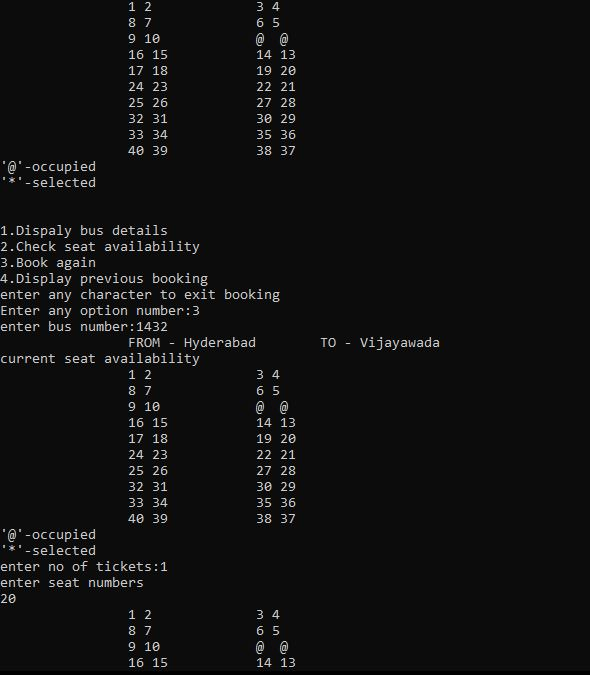 1 2 3 4
8 7 6 5
9 10 @ @
16 15 14 13
17 18 19 20
24 23 22 21
25 26 27 28
32 31 30 29
33 34 35 36
40 39 38 37
'@'-occupied
'*'-selected
1.Dispaly bus details
2.Check seat availability
3.Book again
4.Display previous booking
enter any character to exit booking
Enter any option number:3
enter bus number:1432
FROM - Hyderabad TO - Vijayawada
current seat availability
1 2 3 4
8 7 6 5
9 10 @ @
16 15 14 13
17 18 19 20
24 23 22 21
25 26 27 28
32 31 30 29
33 34 35 36
40 39 38 37
'@'-occupied
'*'-selected
enter no of tickets:1
enter seat numbers
20
1 2 3 4
8 7 6 5
9 10 @ @
16 15 14 13